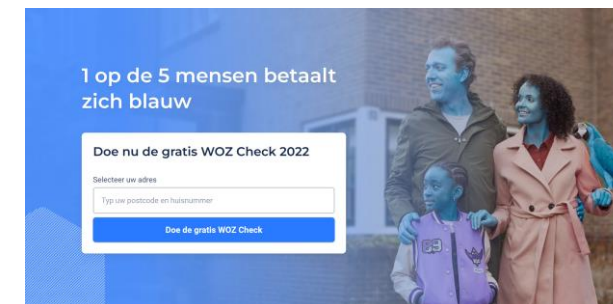 1 op de 5 mensen betaalt
zich blauw
Doe nu de gratis WOZ Check 2022
Selecteer uw adres
Typ uw postcode en huisnummer
Doe de gratis WOZ Check
63